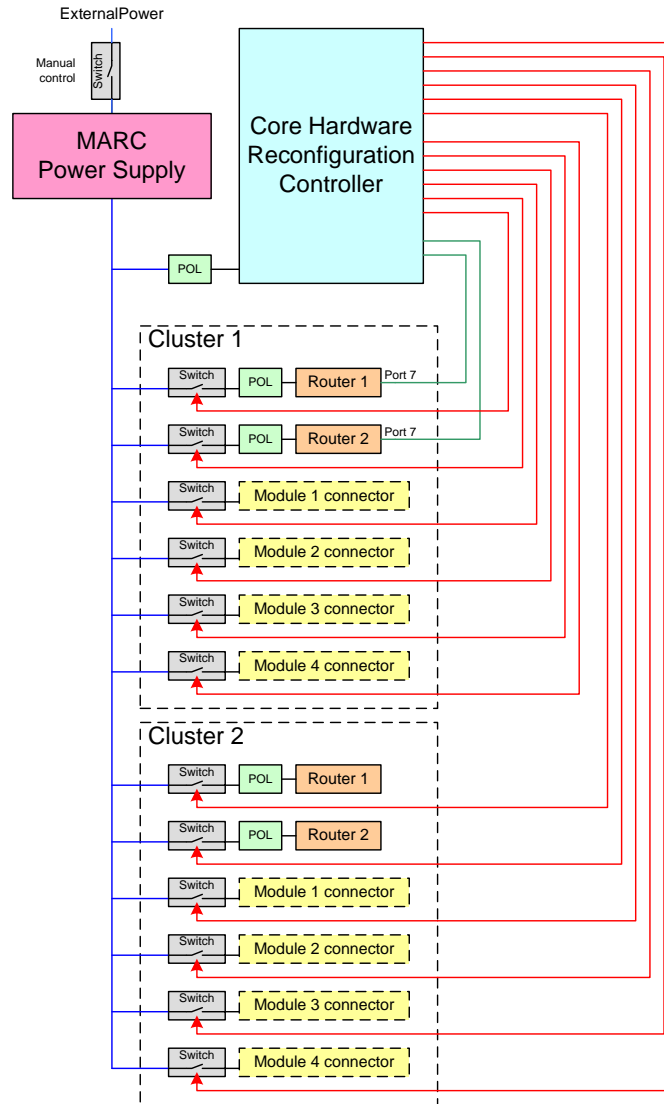 ExternalPower
Manual
control
Switch
MARC
Power Supply
Core Hardware
Reconfiguration
Controller
POL
Cluster 1
Switch
POL
Router 1
Port 7
Switch
POL
Router 2
Port 7
Switch
Module 1 connector
Switch
Module 2 connector
Switch
Module 3 connector
Switch
Module 4 connector
Cluster 2
Switch
POL
Router 1
Switch
POL
Router 2
Switch
Module 1 connector
Switch
Module 2 connector
Switch
Module 3 connector
Switch
Module 4 connector